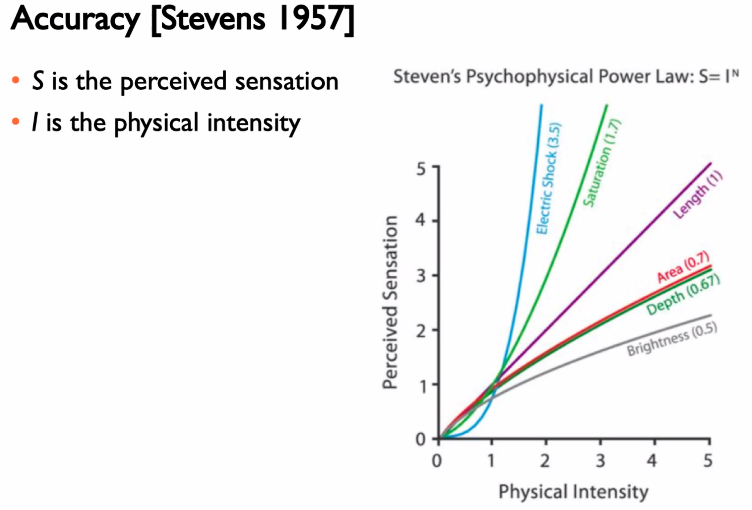 Accuracy [Stevens 1957]
• S is the perceived sensation
• I is the physical intensity
Steven's Psychophysical Power Law: S= Iᴺ
Electric Shock (3.5)
Saturation (1.7)
Length (1)
Area (0.7)
Depth (0.67)
Brightness (0.5)
Perceived Sensation
5
4
3
2
1
0
0 1 2 3 4 5
Physical Intensity